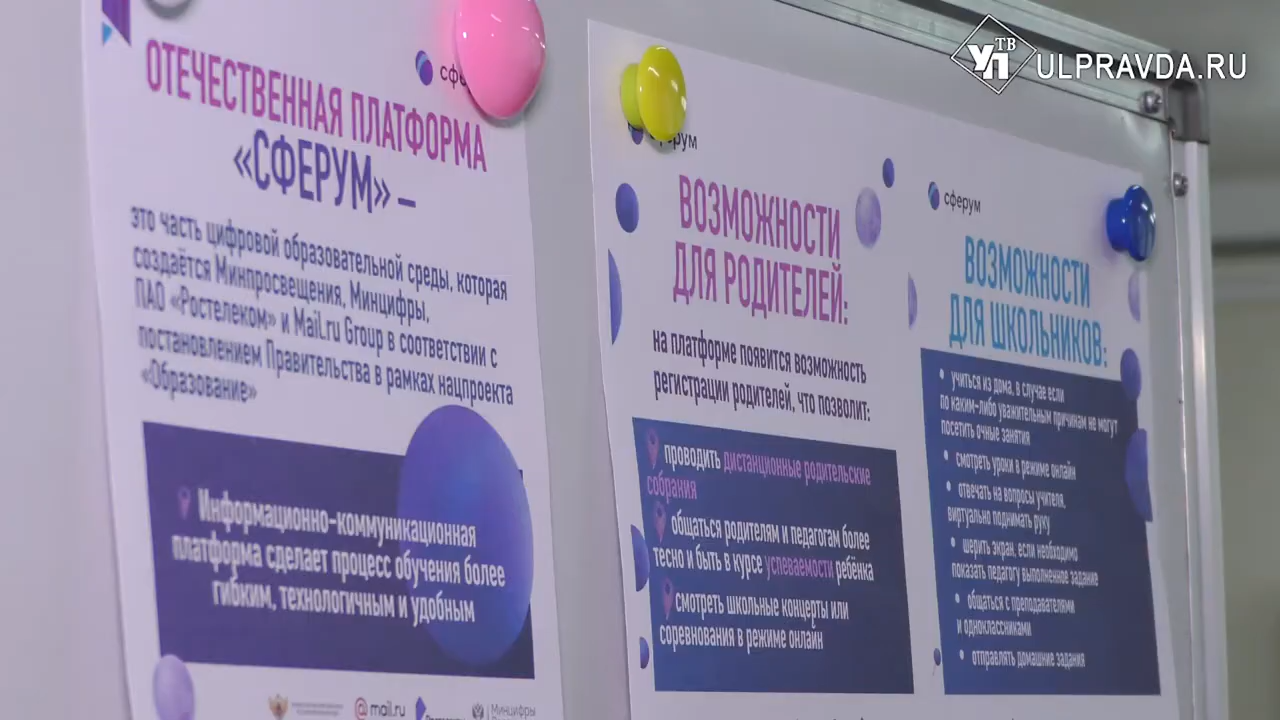 УП ТВ ULPRAVDA.RU
ОТЕЧЕСТВЕННАЯ ПЛАТФОРМА
«СФЕРУМ» –
это часть цифровой образовательной среды, которая
создаётся Минпросвещения, Минцифры,
ПАО «Ростелеком» и Mail.ru Group в соответствии с
постановлением Правительства в рамках нацпроекта
«Образование»
Информационно-коммуникационная
платформа сделает процесс обучения более
гибким, технологичным и удобным
@mail.ru
Минцифры
ВОЗМОЖНОСТИ
ДЛЯ РОДИТЕЛЕЙ:
на платформе появится возможность
регистрации родителей, что позволит:
проводить дистанционные родительские
собрания
общаться родителям и педагогам более
тесно и быть в курсе успеваемости ребёнка
смотреть школьные концерты или
соревнования в режиме онлайн
сферум
ВОЗМОЖНОСТИ
ДЛЯ ШКОЛЬНИКОВ:
• учиться из дома, в случае если
по каким-либо уважительным причинам не могут
посетить очные занятия
• смотреть уроки в режиме онлайн
• отвечать на вопросы учителя,
виртуально поднимать руку
• шерить экран, если необходимо
показать педагогу выполненное задание
• общаться с преподавателями
и одноклассниками
• отправлять домашние задания